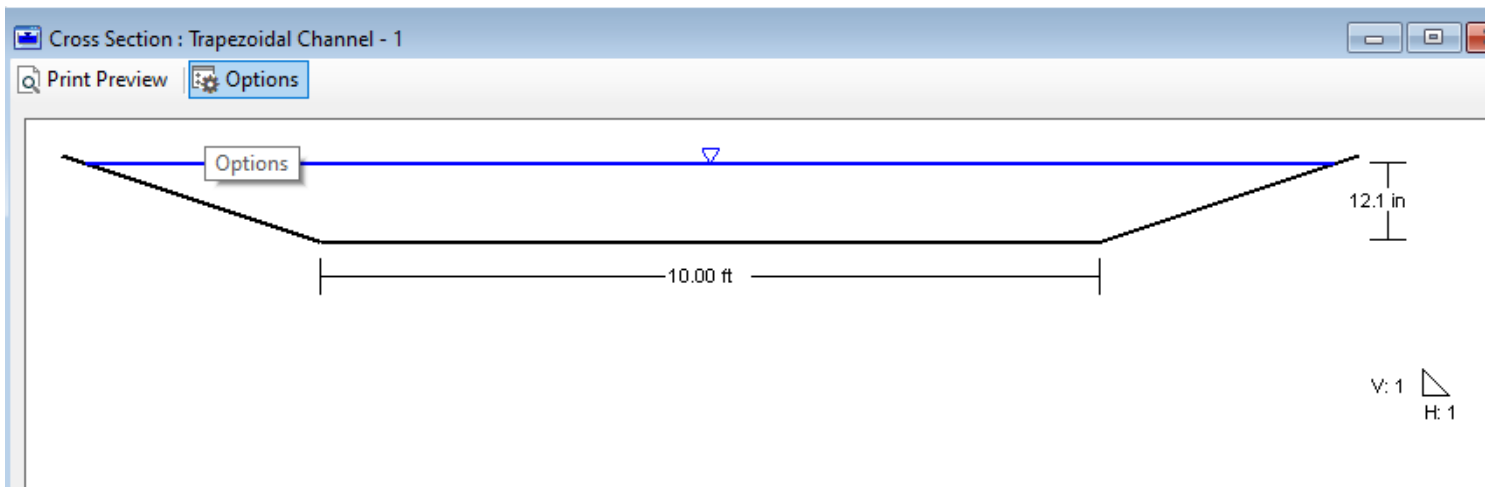 Cross Section : Trapezoidal Channel - 1
Print Preview Options
Options
12.1 in
10.00 ft
V: 1
H: 1